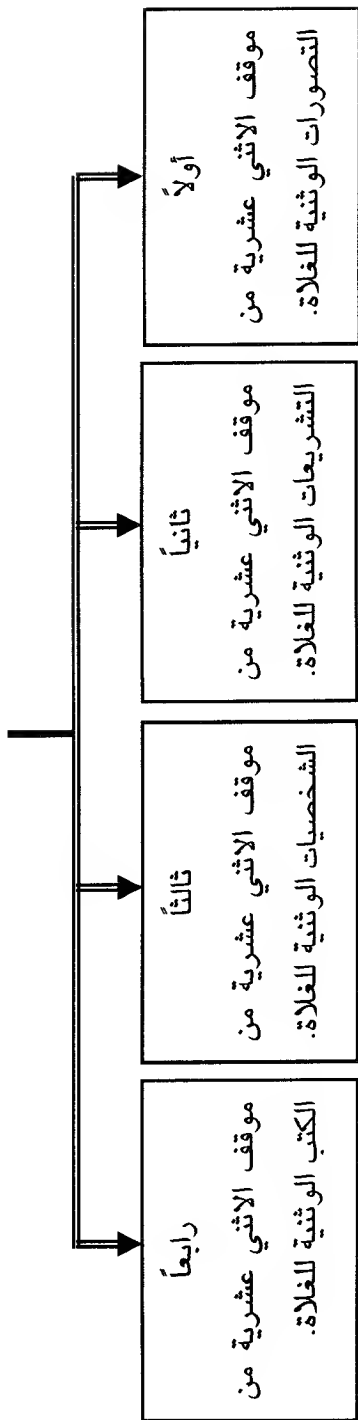 أولاً
موقف الاثني عشرية من
التصورات الوثنية للغلاة.
ثانياً
موقف الاثني عشرية من
التشريعات الوثنية للغلاة.
ثالثاً
موقف الاثني عشرية من
الشخصيات الوثنية للغلاة.
رابعاً
موقف الاثني عشرية من
الكتب الوثنية للغلاة.